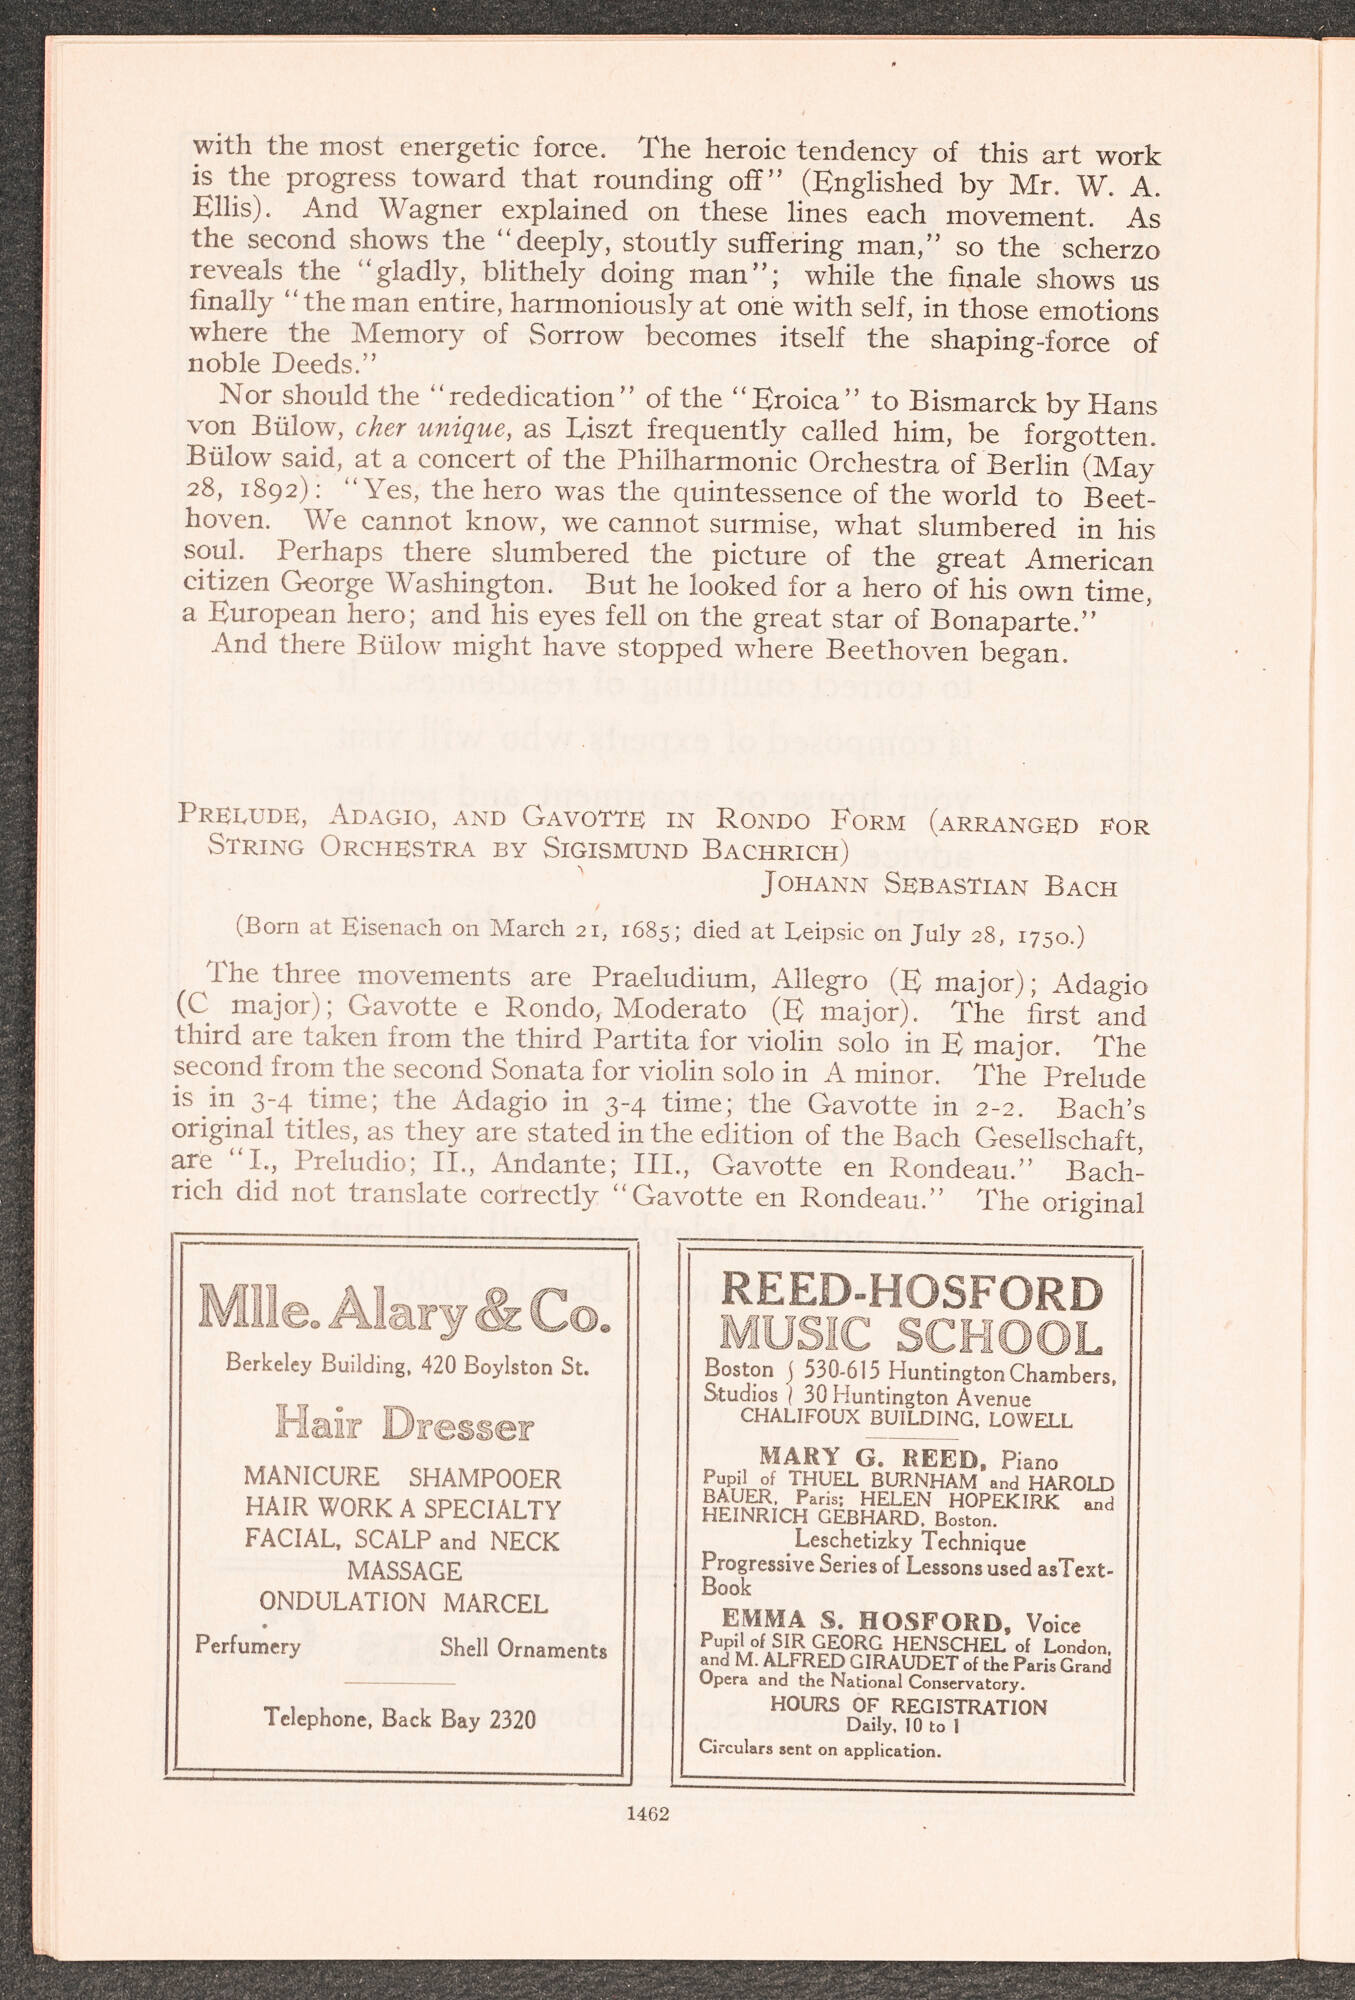 with the most energetic force. The heroic tendency of this art work
is the progress toward that rounding off” (Englished by Mr. W. A.
Ellis). And Wagner explained on these lines each movement. As
the second shows the “deeply, stoutly suffering man,” so the scherzo
reveals the “gladly, blithely doing man”; while the finale shows us
finally “the man entire, harmoniously at one with self, in those emotions
where the Memory of Sorrow becomes itself the shaping-force of
noble Deeds.”
Nor should the “rededication” of the “Eroica” to Bismarck by Hans
von Bülow, cher unique, as Liszt frequently called him, be forgotten.
Bülow said, at a concert of the Philharmonic Orchestra of Berlin (May
28, 1892): “Yes, the hero was the quintessence of the world to Beet-
hoven. We cannot know, we cannot surmise, what slumbered in his
soul. Perhaps there slumbered the picture of the great American
citizen George Washington. But he looked for a hero of his own time,
a European hero; and his eyes fell on the great star of Bonaparte.”
And there Bülow might have stopped where Beethoven began.
PRELUDE, ADAGIO, AND GAVOTTE IN RONDO FORM (ARRANGED FOR
STRING ORCHESTRA BY SIGISMUND BACHRICH)
JOHANN SEBASTIAN BACH
(Born at Eisenach on March 21, 1685; died at Leipsic on July 28, 1750.)
The three movements are Praeludium, Allegro (E major); Adagio
(C major); Gavotte e Rondo, Moderato (E major). The first and
third are taken from the third Partita for violin solo in E major. The
second from the second Sonata for violin solo in A minor. The Prelude
is in 3-4 time; the Adagio in 3-4 time; the Gavotte in 2-2. Bach’s
original titles, as they are stated in the edition of the Bach Gesellschaft,
are “I., Preludio; II., Andante; III., Gavotte en Rondeau.” Bach-
rich did not translate correctly “Gavotte en Rondeau.” The original
Mlle. Alary & Co.
Berkeley Building, 420 Boylston St.
Hair Dresser
MANICURE SHAMPOOER
HAIR WORK A SPECIALTY
FACIAL, SCALP and NECK
MASSAGE
ONDULATION MARCEL
Perfumery Shell Ornaments
Telephone, Back Bay 2320
REED-HOSFORD
MUSIC SCHOOL
Boston { 530-615 Huntington Chambers,
Studios { 30 Huntington Avenue
CHALIFOUX BUILDING, LOWELL
MARY G. REED, Piano
Pupil of THUEL BURNHAM and HAROLD
BAUER, Paris; HELEN HOPEKIRK and
HEINRICH GEBHARD, Boston.
Leschetizky Technique
Progressive Series of Lessons used as Text-
Book
EMMA S. HOSFORD, Voice
Pupil of SIR GEORG HENSCHEL of London,
and M. ALFRED GIRAUDET of the Paris Grand
Opera and the National Conservatory.
HOURS OF REGISTRATION
Daily, 10 to 1
Circulars sent on application.
1462